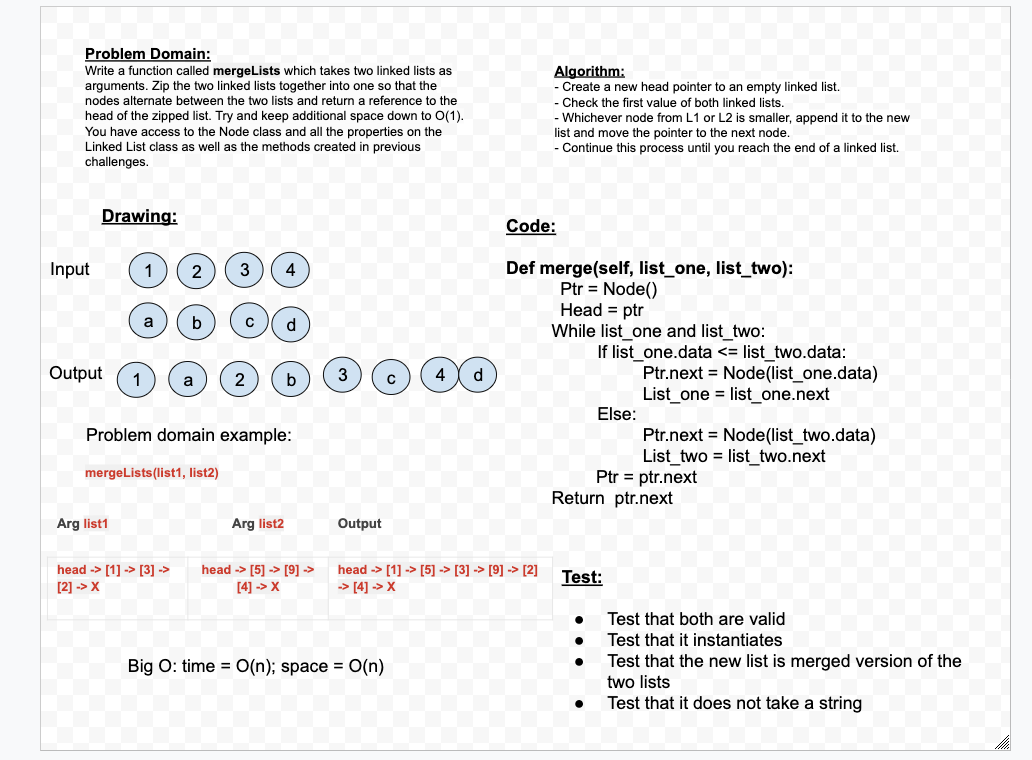 Problem Domain:
Write a function called mergeLists which takes two linked lists as
arguments. Zip the two linked lists together into one so that the
nodes alternate between the two lists and return a reference to the
head of the zipped list. Try and keep additional space down to O(1).
You have access to the Node class and all the properties on the
Linked List class as well as the methods created in previous
challenges.
Algorithm:
- Create a new head pointer to an empty linked list.
- Check the first value of both linked lists.
- Whichever node from L1 or L2 is smaller, append it to the new
list and move the pointer to the next node.
- Continue this process until you reach the end of a linked list.
Drawing:
Input 1 2 3 4
a b c d
Output 1 a 2 b 3 c 4 d
Problem domain example:
mergeLists(list1, list2)
Arg list1 Arg list2 Output
head -> [1] -> [3] -> head -> [5] -> [9] -> head -> [1] -> [5] -> [3] -> [9] -> [2]
[2] -> X [4] -> X -> [4] -> X
Big O: time = O(n); space = O(n)
Code:
Def merge(self, list_one, list_two):
Ptr = Node()
Head = ptr
While list_one and list_two:
If list_one.data <= list_two.data:
Ptr.next = Node(list_one.data)
List_one = list_one.next
Else:
Ptr.next = Node(list_two.data)
List_two = list_two.next
Ptr = ptr.next
Return ptr.next
Test:
● Test that both are valid
● Test that it instantiates
● Test that the new list is merged version of the
two lists
● Test that it does not take a string